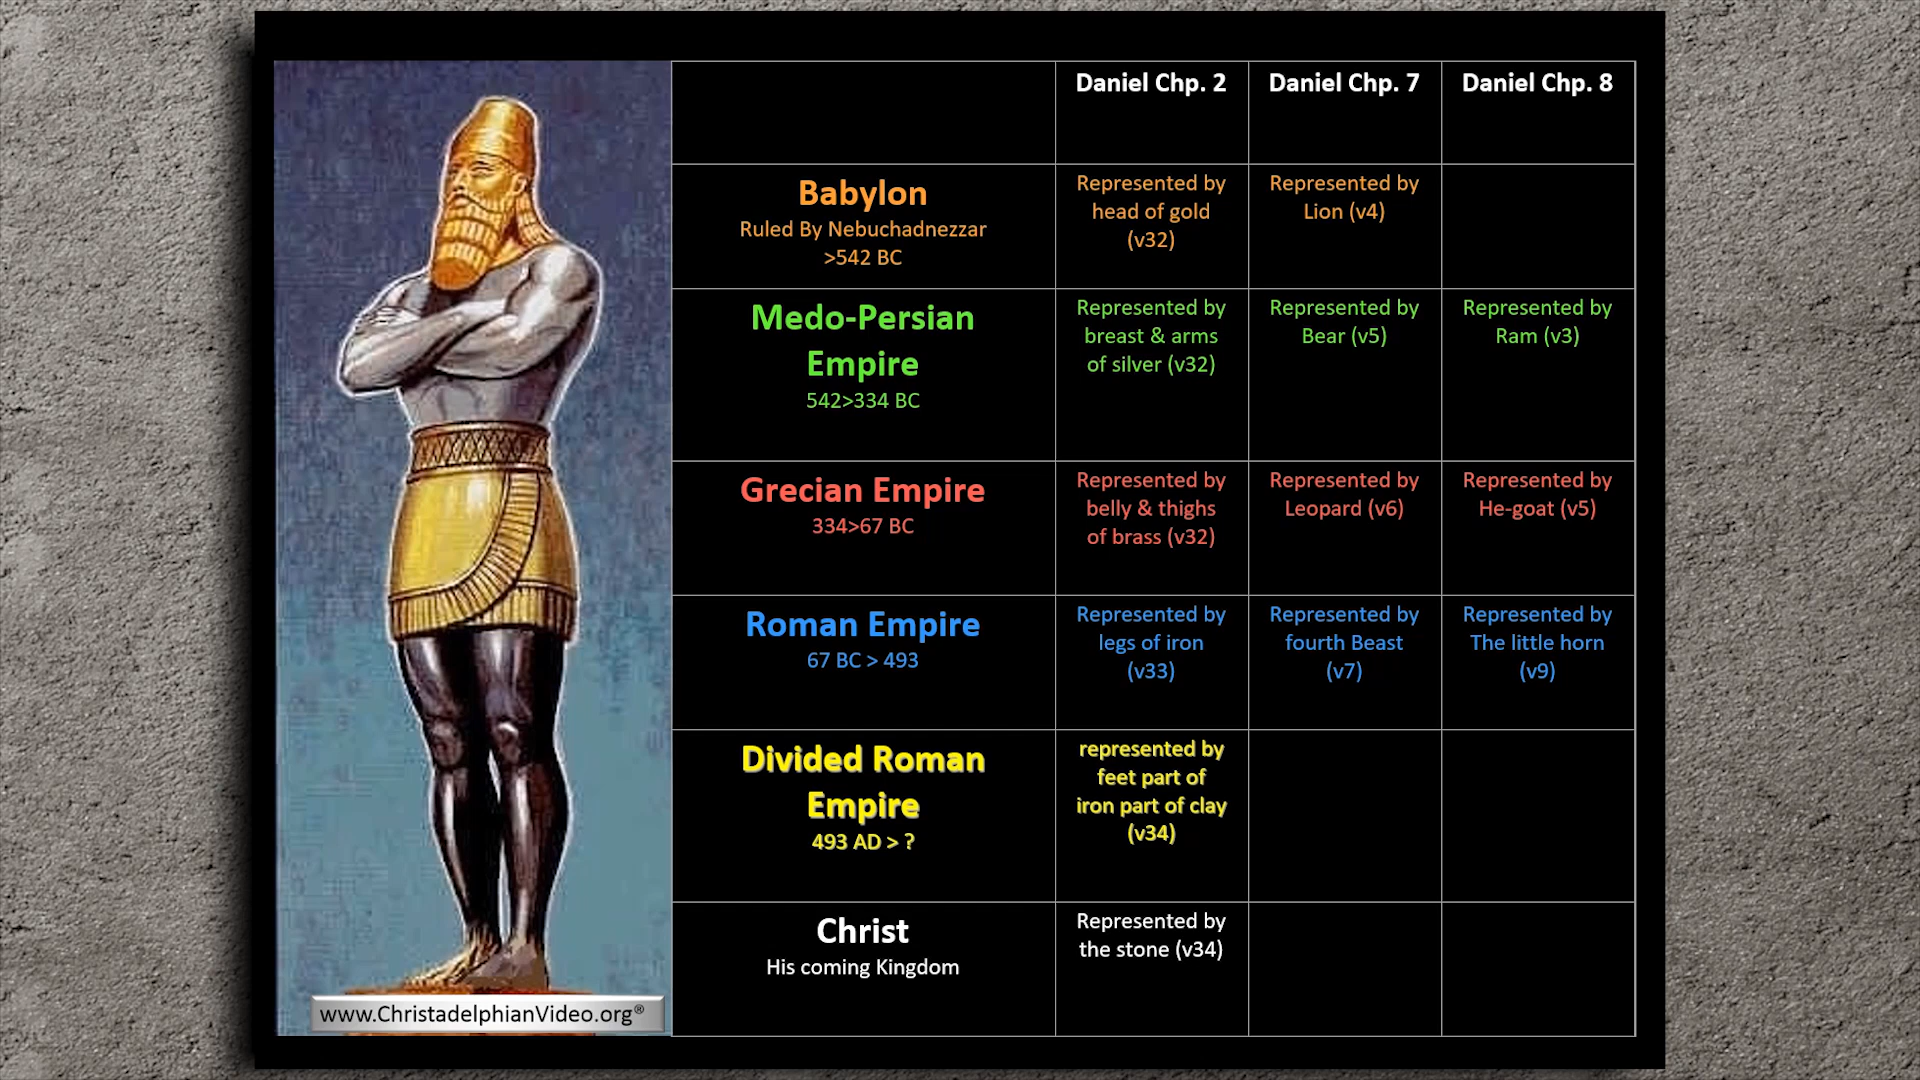 Daniel Chp. 2
Daniel Chp. 7
Daniel Chp. 8
Babylon
Ruled By Nebuchadnezzar
>542 BC
Represented by
head of gold
(v32)
Represented by
Lion (v4)
Medo-Persian
Empire
542>334 BC
Represented by
breast & arms
of silver (v32)
Represented by
Bear (v5)
Represented by
Ram (v3)
Grecian Empire
334>67 BC
Represented by
belly & thighs
of brass (v32)
Represented by
Leopard (v6)
Represented by
He-goat (v5)
Roman Empire
67 BC > 493
Represented by
legs of iron
(v33)
Represented by
fourth Beast
(v7)
Represented by
The little horn
(v9)
Divided Roman
Empire
493 AD > ?
represented by
feet part of
iron part of clay
(v34)
Christ
His coming Kingdom
Represented by
the stone (v34)
www.ChristadelphianVideo.org®